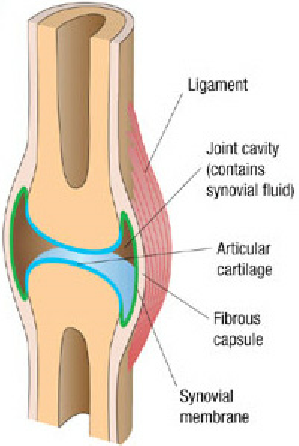 Ligament
Joint cavity
(contains
synovial fluid)
Articular
cartilage
Fibrous
capsule
Synovial
membrane